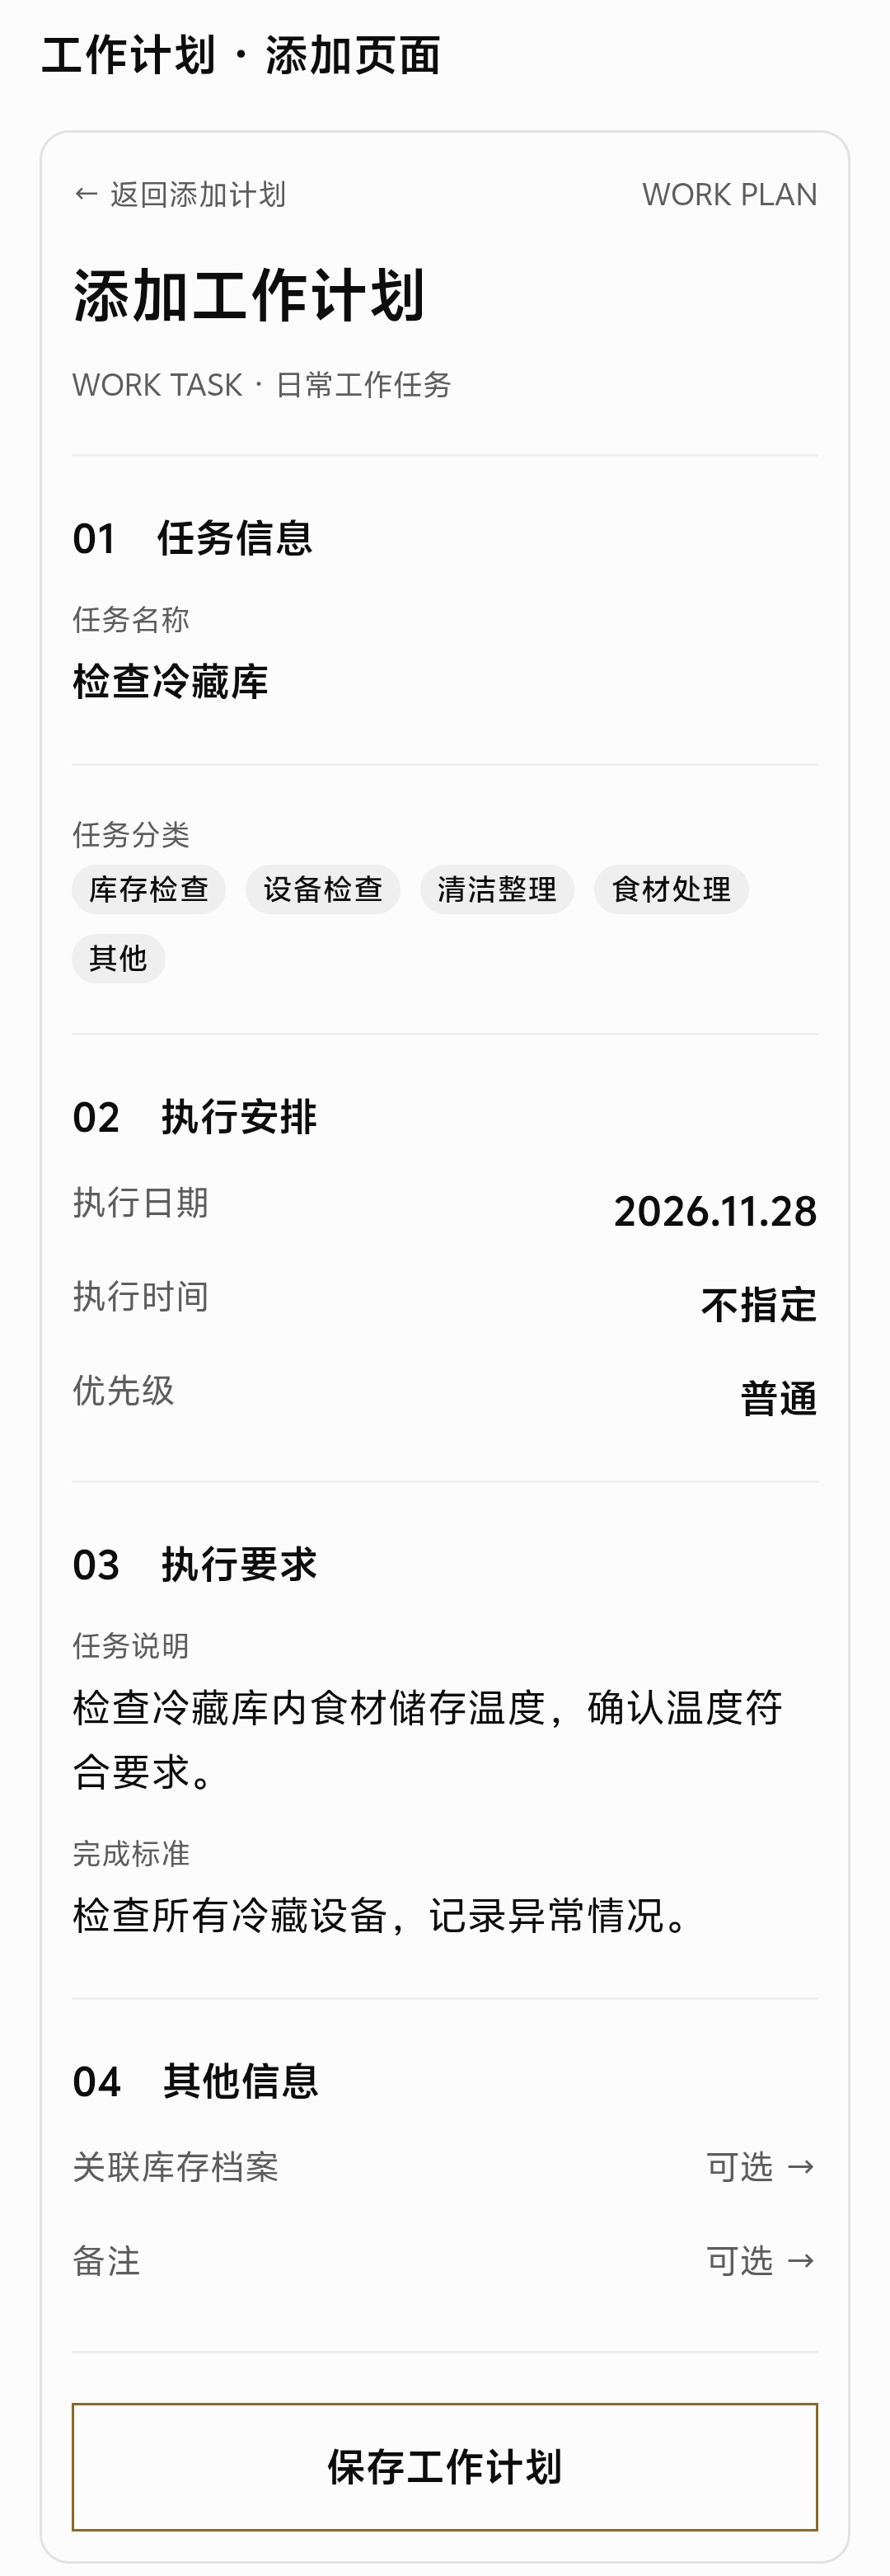 工作计划 · 添加页面
← 返回添加计划 WORK PLAN
添加工作计划
WORK TASK · 日常工作任务
01 任务信息
任务名称
检查冷藏库
任务分类
库存检查 设备检查 清洁整理 食材处理
其他
02 执行安排
执行日期 2026.11.28
执行时间 不指定
优先级 普通
03 执行要求
任务说明
检查冷藏库内食材储存温度，确认温度符
合要求。
完成标准
检查所有冷藏设备，记录异常情况。
04 其他信息
关联库存档案 可选 →
备注 可选 →
保存工作计划